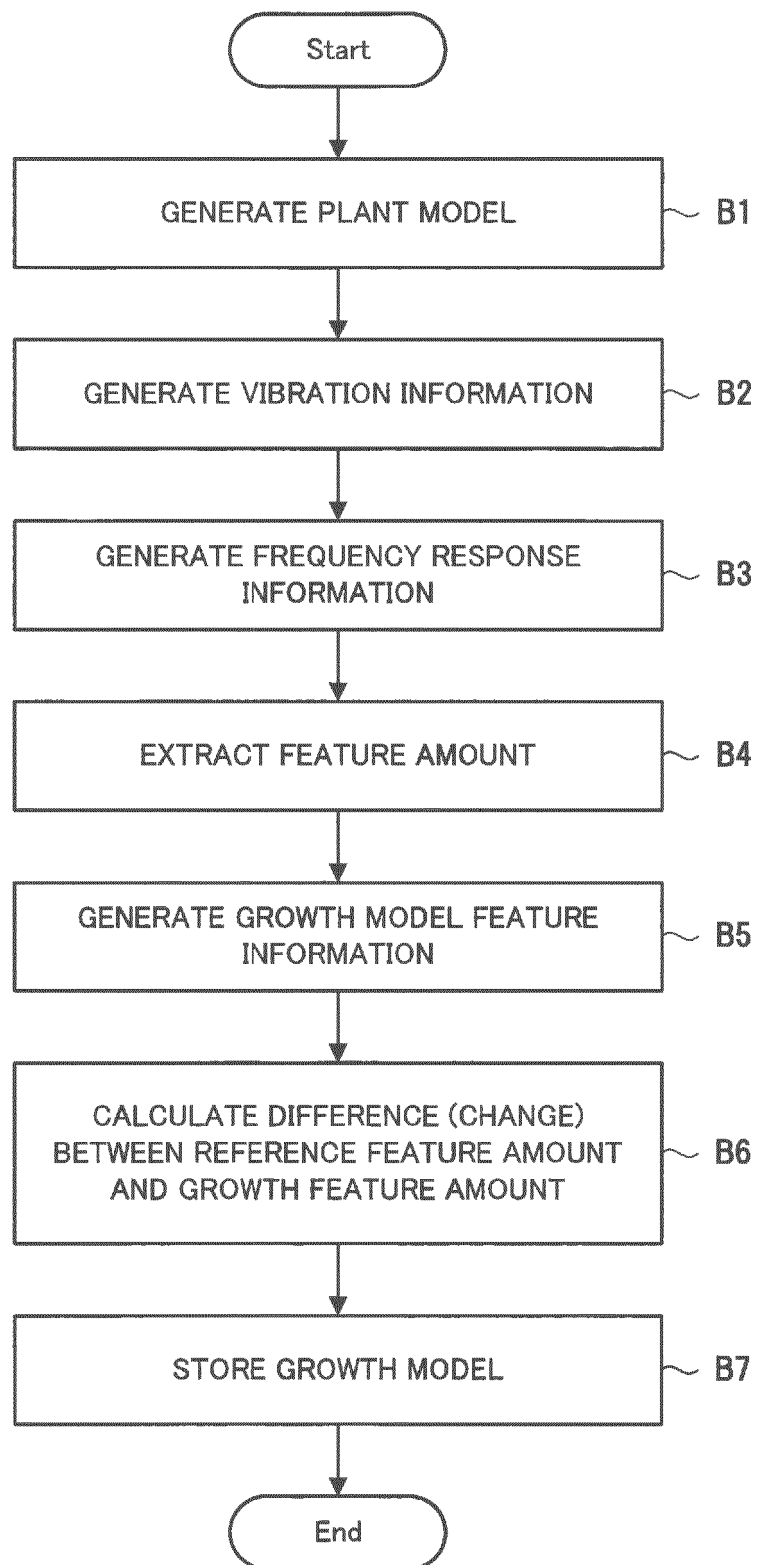 Start
GENERATE PLANT MODEL
B1
GENERATE VIBRATION INFORMATION
B2
GENERATE FREQUENCY RESPONSE
INFORMATION
B3
EXTRACT FEATURE AMOUNT
B4
GENERATE GROWTH MODEL FEATURE
INFORMATION
B5
CALCULATE DIFFERENCE (CHANGE)
BETWEEN REFERENCE FEATURE AMOUNT
AND GROWTH FEATURE AMOUNT
B6
STORE GROWTH MODEL
B7
End